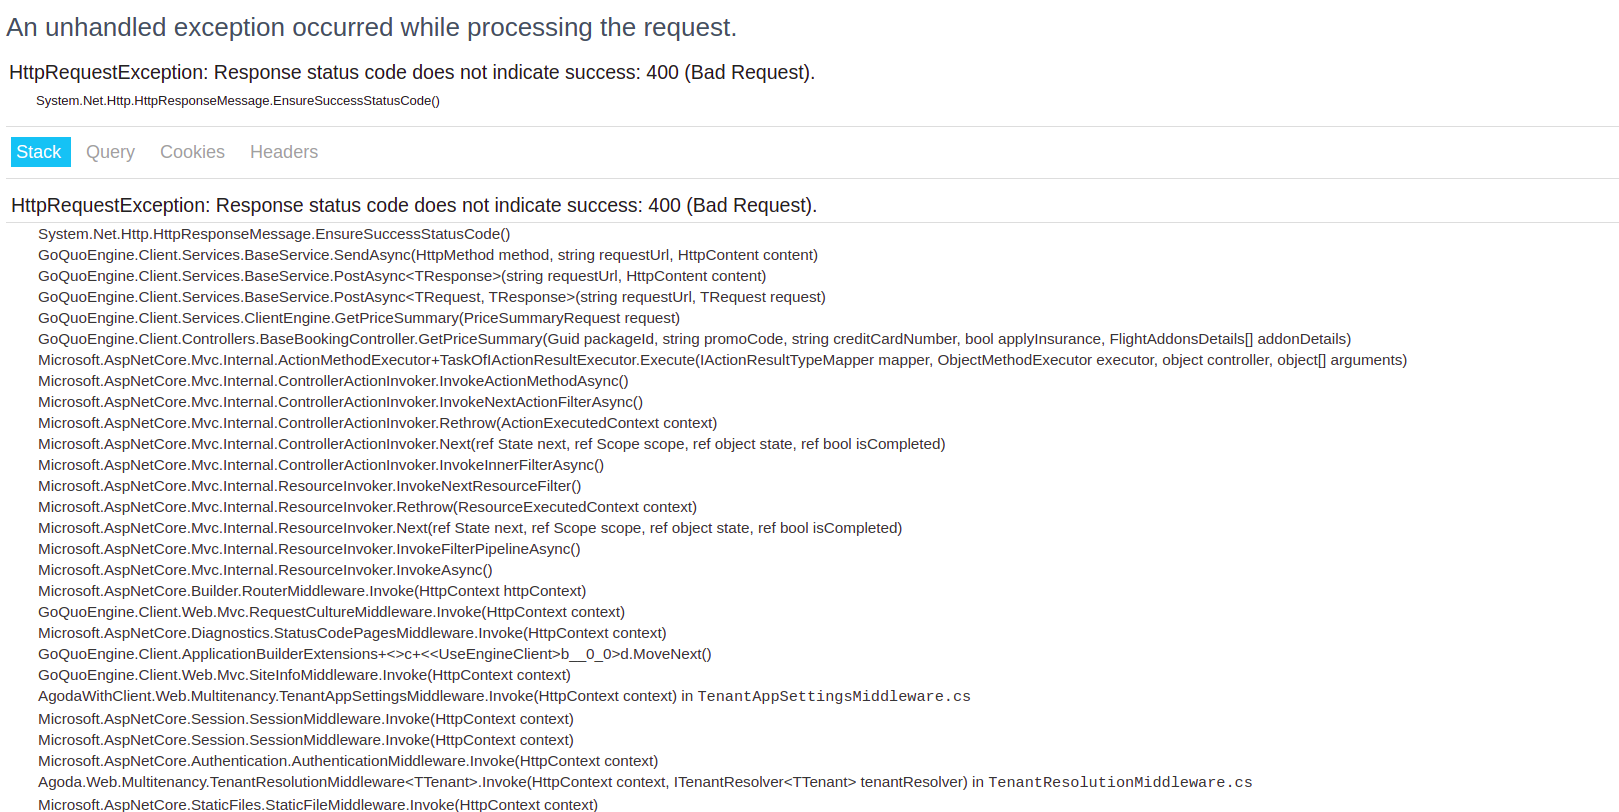 An unhandled exception occurred while processing the request.
HttpRequestException: Response status code does not indicate success: 400 (Bad Request).
System.Net.Http.HttpResponseMessage.EnsureSuccessStatusCode()
Stack Query Cookies Headers
HttpRequestException: Response status code does not indicate success: 400 (Bad Request).
System.Net.Http.HttpResponseMessage.EnsureSuccessStatusCode()
GoQuoEngine.Client.Services.BaseService.SendAsync(HttpMethod method, string requestUrl, HttpContent content)
GoQuoEngine.Client.Services.BaseService.PostAsync<TResponse>(string requestUrl, HttpContent content)
GoQuoEngine.Client.Services.BaseService.PostAsync<TRequest, TResponse>(string requestUrl, TRequest request)
GoQuoEngine.Client.Services.ClientEngine.GetPriceSummary(PriceSummaryRequest request)
GoQuoEngine.Client.Controllers.BaseBookingController.GetPriceSummary(Guid packageId, string promoCode, string creditCardNumber, bool applyInsurance, FlightAddonsDetails[] addonDetails)
Microsoft.AspNetCore.Mvc.Internal.ActionMethodExecutor+TaskOfIActionResultExecutor.Execute(IActionResultTypeMapper mapper, ObjectMethodExecutor executor, object controller, object[] arguments)
Microsoft.AspNetCore.Mvc.Internal.ControllerActionInvoker.InvokeActionMethodAsync()
Microsoft.AspNetCore.Mvc.Internal.ControllerActionInvoker.InvokeNextActionFilterAsync()
Microsoft.AspNetCore.Mvc.Internal.ControllerActionInvoker.Rethrow(ActionExecutedContext context)
Microsoft.AspNetCore.Mvc.Internal.ControllerActionInvoker.Next(ref State next, ref Scope scope, ref object state, ref bool isCompleted)
Microsoft.AspNetCore.Mvc.Internal.ControllerActionInvoker.InvokeInnerFilterAsync()
Microsoft.AspNetCore.Mvc.Internal.ResourceInvoker.InvokeNextResourceFilter()
Microsoft.AspNetCore.Mvc.Internal.ResourceInvoker.Rethrow(ResourceExecutedContext context)
Microsoft.AspNetCore.Mvc.Internal.ResourceInvoker.Next(ref State next, ref Scope scope, ref object state, ref bool isCompleted)
Microsoft.AspNetCore.Mvc.Internal.ResourceInvoker.InvokeFilterPipelineAsync()
Microsoft.AspNetCore.Mvc.Internal.ResourceInvoker.InvokeAsync()
Microsoft.AspNetCore.Builder.RouterMiddleware.Invoke(HttpContext httpContext)
GoQuoEngine.Client.Web.Mvc.RequestCultureMiddleware.Invoke(HttpContext context)
Microsoft.AspNetCore.Diagnostics.StatusCodePagesMiddleware.Invoke(HttpContext context)
GoQuoEngine.Client.ApplicationBuilderExtensions+<>c+<<UseEngineClient>b__0_0>d.MoveNext()
GoQuoEngine.Client.Web.Mvc.SiteInfoMiddleware.Invoke(HttpContext context)
AgodaWithClient.Web.Multitenancy.TenantAppSettingsMiddleware.Invoke(HttpContext context) in TenantAppSettingsMiddleware.cs
Microsoft.AspNetCore.Session.SessionMiddleware.Invoke(HttpContext context)
Microsoft.AspNetCore.Session.SessionMiddleware.Invoke(HttpContext context)
Microsoft.AspNetCore.Authentication.AuthenticationMiddleware.Invoke(HttpContext context)
Agoda.Web.Multitenancy.TenantResolutionMiddleware<TTenant>.Invoke(HttpContext context, ITenantResolver<TTenant> tenantResolver) in TenantResolutionMiddleware.cs
Microsoft.AspNetCore.StaticFiles.StaticFileMiddleware.Invoke(HttpContext context)